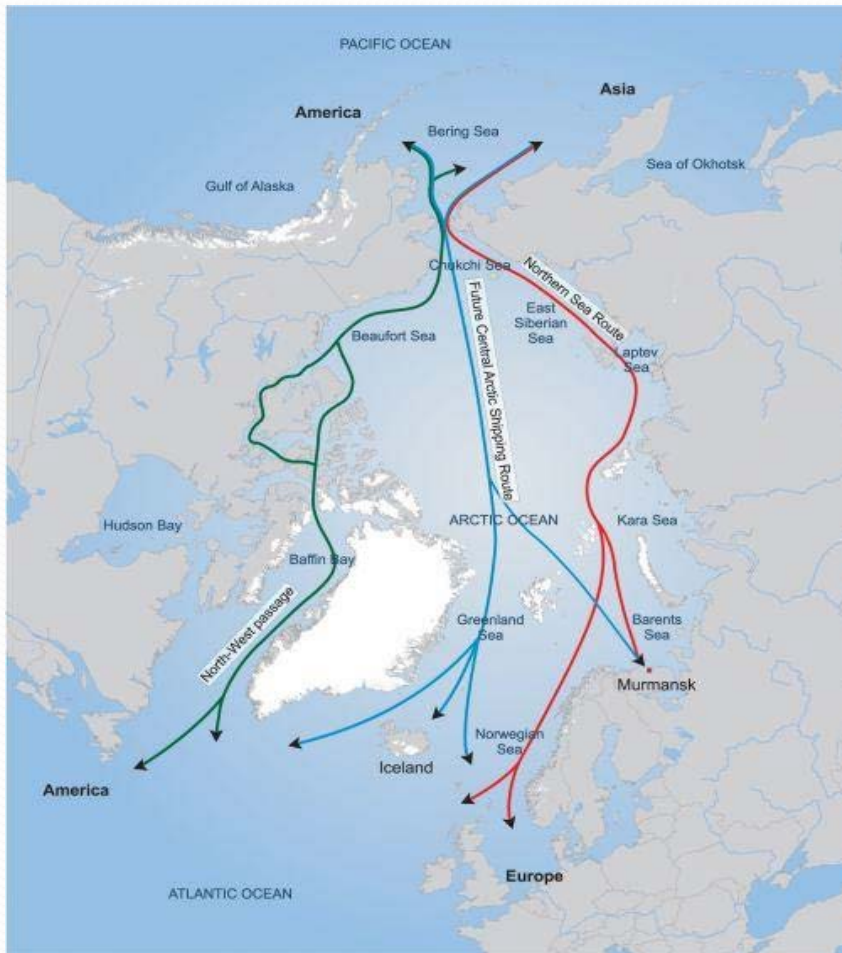 PACIFIC OCEAN
Asia
America
Bering Sea
Sea of Okhotsk
Gulf of Alaska
Chukchi Sea
Northern Sea Route
East
Siberian
Sea
Future Central Arctic Shipping Route
Beaufort Sea
Laptev
Sea
Hudson Bay
ARCTIC OCEAN
Kara Sea
Baffin Bay
North-West passage
Greenland
Sea
Barents
Sea
Murmansk
Norwegian
Sea
Iceland
America
Europe
ATLANTIC OCEAN